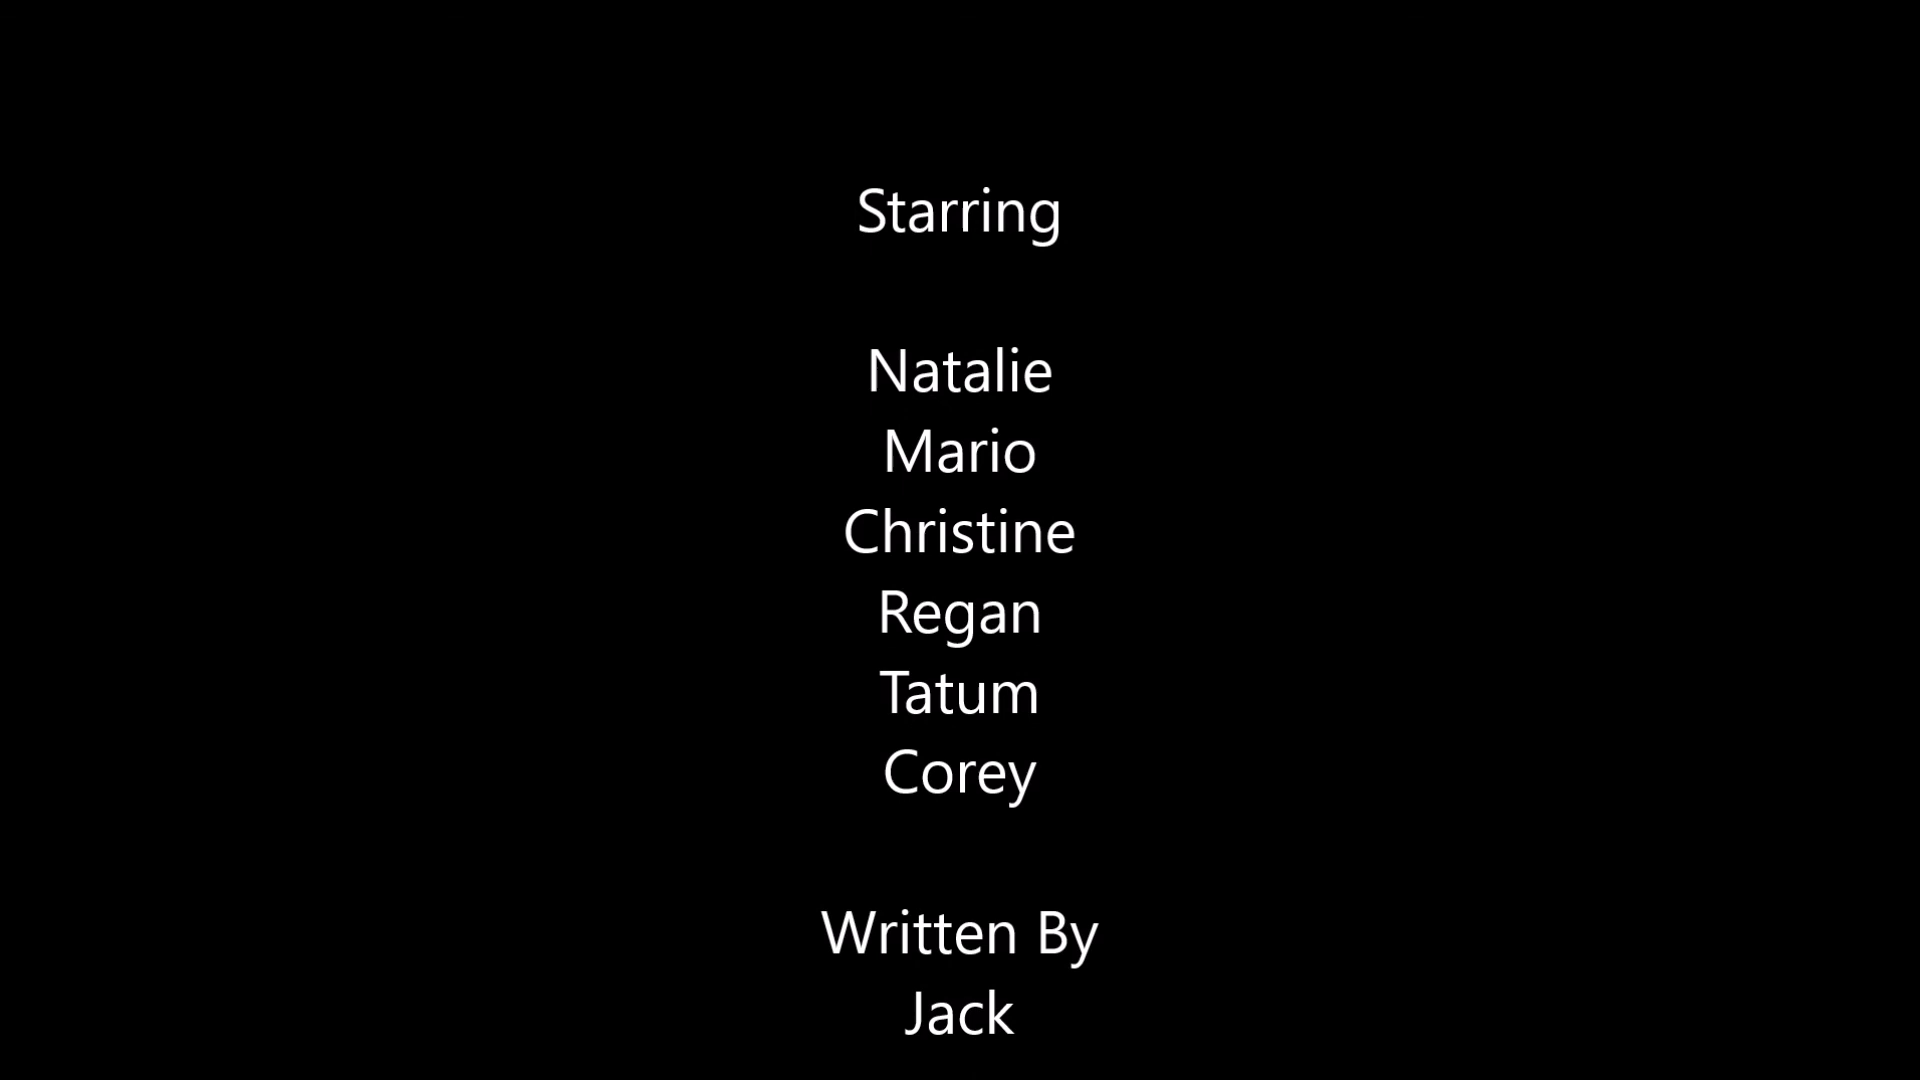 Starring
Natalie
Mario
Christine
Regan
Tatum
Corey
Written By
Jack